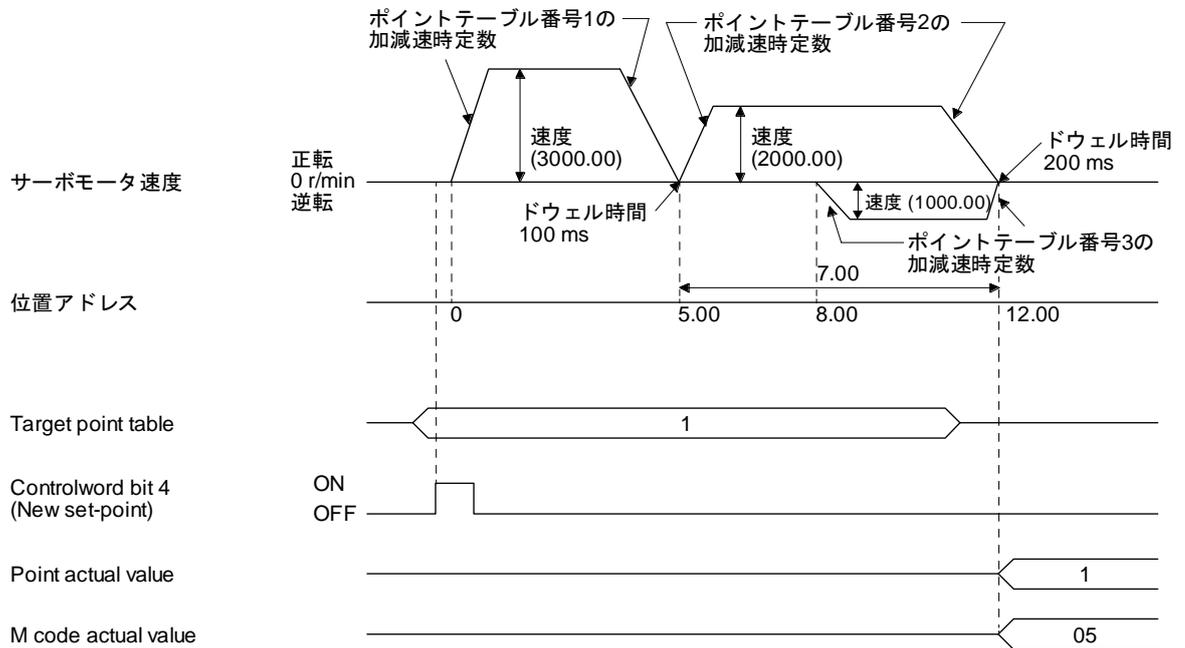 ポイントテーブル番号1の
加減速時定数
ポイントテーブル番号2の
加減速時定数
速度
(3000.00)
速度
(2000.00)
ドウェル時間
200 ms
サーボモータ速度
正転
0 r/min
逆転
ドウェル時間
100 ms
速度 (1000.00)
ポイントテーブル番号3の
加減速時定数
7.00
位置アドレス
0
5.00
8.00
12.00
Target point table
1
Controlword bit 4
(New set-point)
ON
OFF
Point actual value
1
M code actual value
05